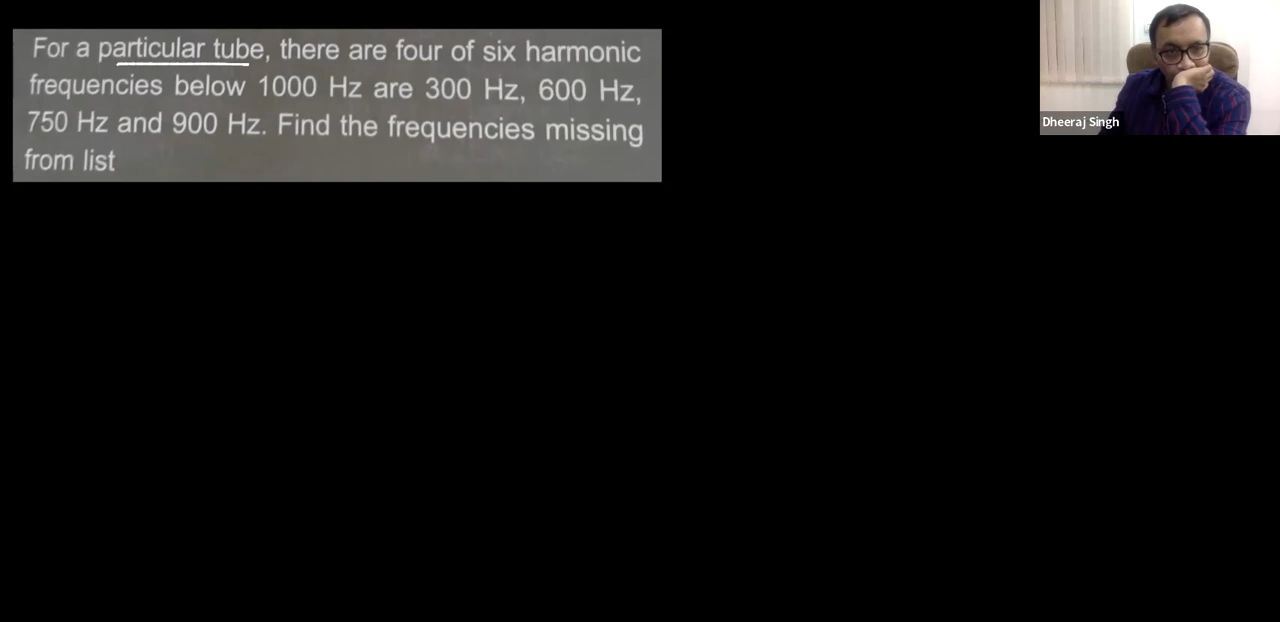 For a particular tube, there are four of six harmonic
frequencies below 1000 Hz are 300 Hz, 600 Hz,
750 Hz and 900 Hz. Find the frequencies missing
from list
Dheeraj Singh